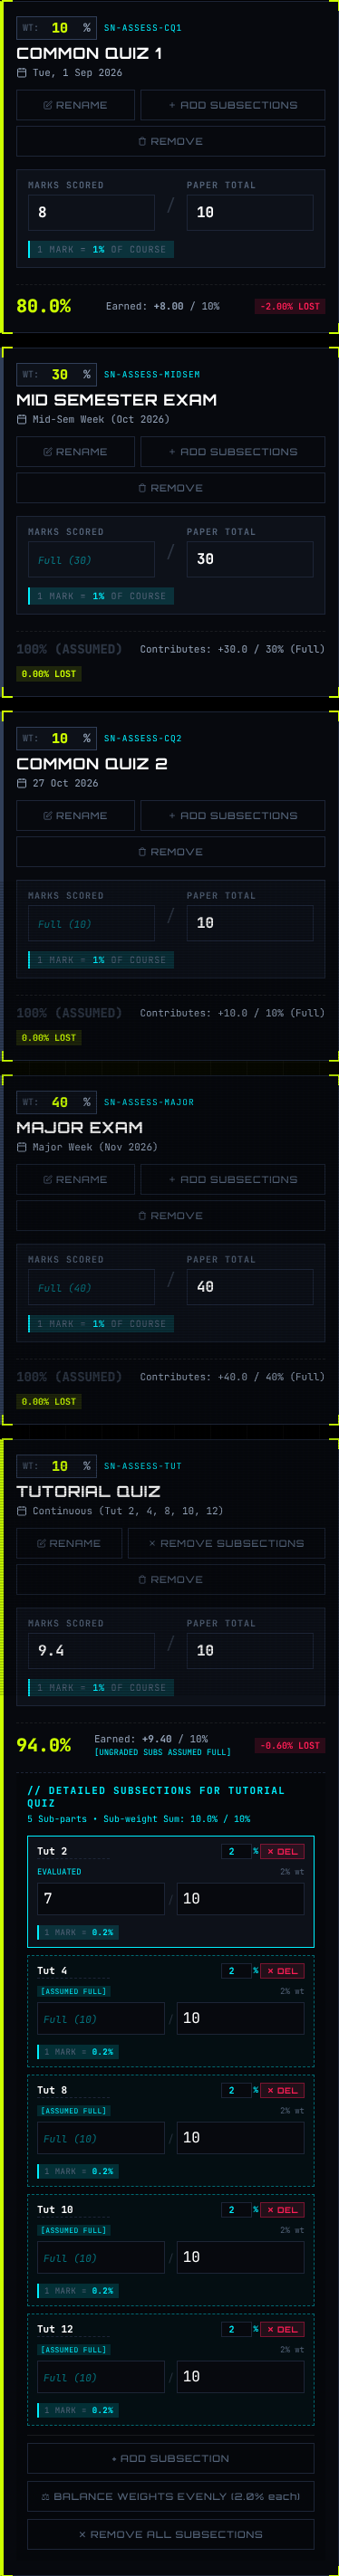 WT: 10 % SN-ASSESS-CQ1
COMMON QUIZ 1
Tue, 1 Sep 2026
RENAME
+ ADD SUBSECTIONS
REMOVE
MARKS SCORED PAPER TOTAL
8 / 10
1 MARK = 1% OF COURSE
80.0% Earned: +8.00 / 10% -2.00% LOST
WT: 30 % SN-ASSESS-MIDSEM
MID SEMESTER EXAM
Mid-Sem Week (Oct 2026)
RENAME
+ ADD SUBSECTIONS
REMOVE
MARKS SCORED PAPER TOTAL
Full (30) / 30
1 MARK = 1% OF COURSE
100% (ASSUMED) Contributes: +30.0 / 30% (Full)
0.00% LOST
WT: 10 % SN-ASSESS-CQ2
COMMON QUIZ 2
27 Oct 2026
RENAME
+ ADD SUBSECTIONS
REMOVE
MARKS SCORED PAPER TOTAL
Full (10) / 10
1 MARK = 1% OF COURSE
100% (ASSUMED) Contributes: +10.0 / 10% (Full)
0.00% LOST
WT: 40 % SN-ASSESS-MAJOR
MAJOR EXAM
Major Week (Nov 2026)
RENAME
+ ADD SUBSECTIONS
REMOVE
MARKS SCORED PAPER TOTAL
Full (40) / 40
1 MARK = 1% OF COURSE
100% (ASSUMED) Contributes: +40.0 / 40% (Full)
0.00% LOST
WT: 10 % SN-ASSESS-TUT
TUTORIAL QUIZ
Continuous (Tut 2, 4, 8, 10, 12)
RENAME
× REMOVE SUBSECTIONS
REMOVE
MARKS SCORED PAPER TOTAL
9.4 / 10
1 MARK = 1% OF COURSE
94.0% Earned: +9.40 / 10% -0.60% LOST
[UNGRADED SUBS ASSUMED FULL]
// DETAILED SUBSECTIONS FOR TUTORIAL
QUIZ
5 Sub-parts • Sub-weight Sum: 10.0% / 10%
Tut 2 2 % × DEL
EVALUATED 2% wt
7 / 10
1 MARK = 0.2%
Tut 4 2 % × DEL
[ASSUMED FULL] 2% wt
Full (10) / 10
1 MARK = 0.2%
Tut 8 2 % × DEL
[ASSUMED FULL] 2% wt
Full (10) / 10
1 MARK = 0.2%
Tut 10 2 % × DEL
[ASSUMED FULL] 2% wt
Full (10) / 10
1 MARK = 0.2%
Tut 12 2 % × DEL
[ASSUMED FULL] 2% wt
Full (10) / 10
1 MARK = 0.2%
+ ADD SUBSECTION
⚖ BALANCE WEIGHTS EVENLY (2.0% each)
× REMOVE ALL SUBSECTIONS